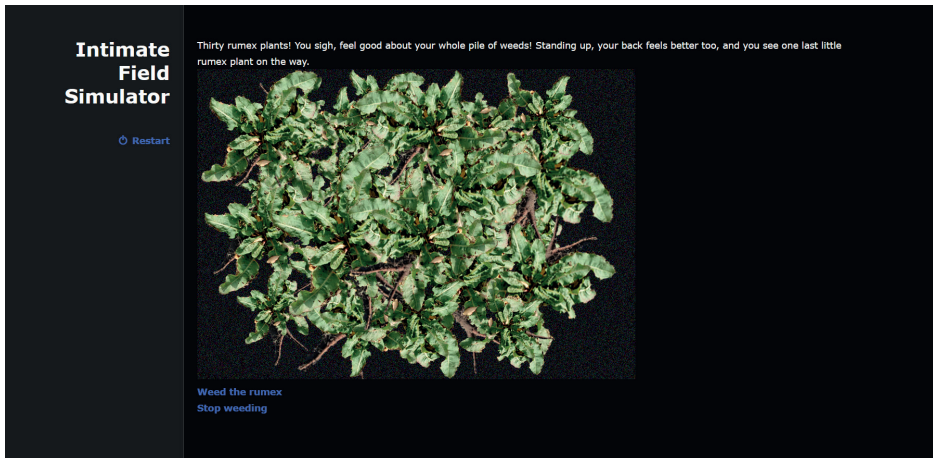 Intimate
Field
Simulator
Restart
Thirty rumex plants! You sigh, feel good about your whole pile of weeds! Standing up, your back feels better too, and you see one last little
rumex plant on the way.
Weed the rumex
Stop weeding